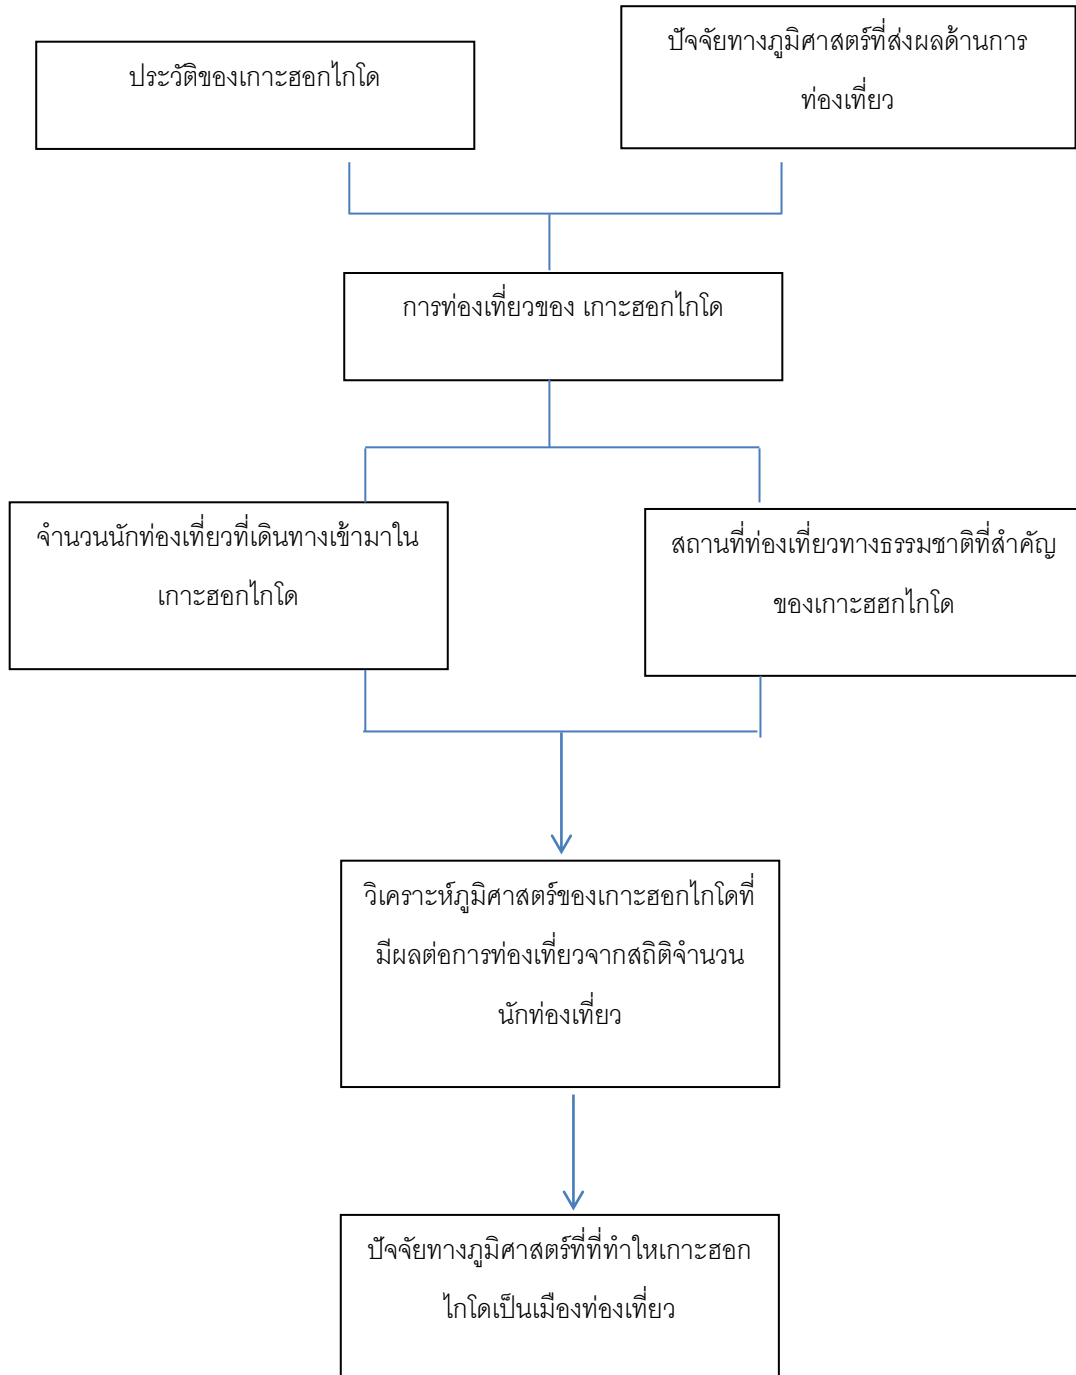 ประวัติของเกาะฮอกไกโด
ปัจจัยทางภูมิศาสตร์ที่ส่งผลด้านการ
ท่องเที่ยว
การท่องเที่ยวของ เกาะฮอกไกโด
จำนวนนักท่องเที่ยวที่เดินทางเข้ามาใน
เกาะฮอกไกโด
สถานที่ท่องเที่ยวทางธรรมชาติที่สำคัญ
ของเกาะฮฮกไกโด
วิเคราะห์ภูมิศาสตร์ของเกาะฮอกไกโดที่
มีผลต่อการท่องเที่ยวจากสถิติจำนวน
นักท่องเที่ยว
ปัจจัยทางภูมิศาสตร์ที่ที่ทำใหเกาะฮอก
ไกโดเป็นเมืองท่องเที่ยว